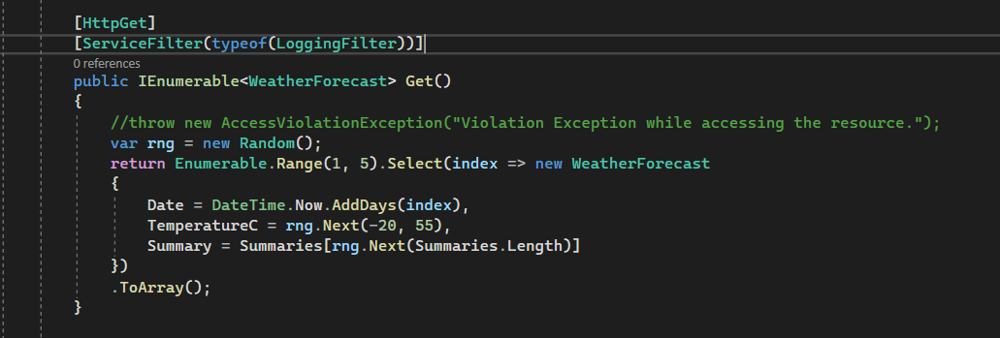 [HttpGet]
[ServiceFilter(typeof(LoggingFilter))]
0 references
public IEnumerable<WeatherForecast> Get()
{
//throw new AccessViolationException("Violation Exception while accessing the resource.");
var rng = new Random();
return Enumerable.Range(1, 5).Select(index => new WeatherForecast
{
Date = DateTime.Now.AddDays(index),
TemperatureC = rng.Next(-20, 55),
Summary = Summaries[rng.Next(Summaries.Length)]
})
.ToArray();
}